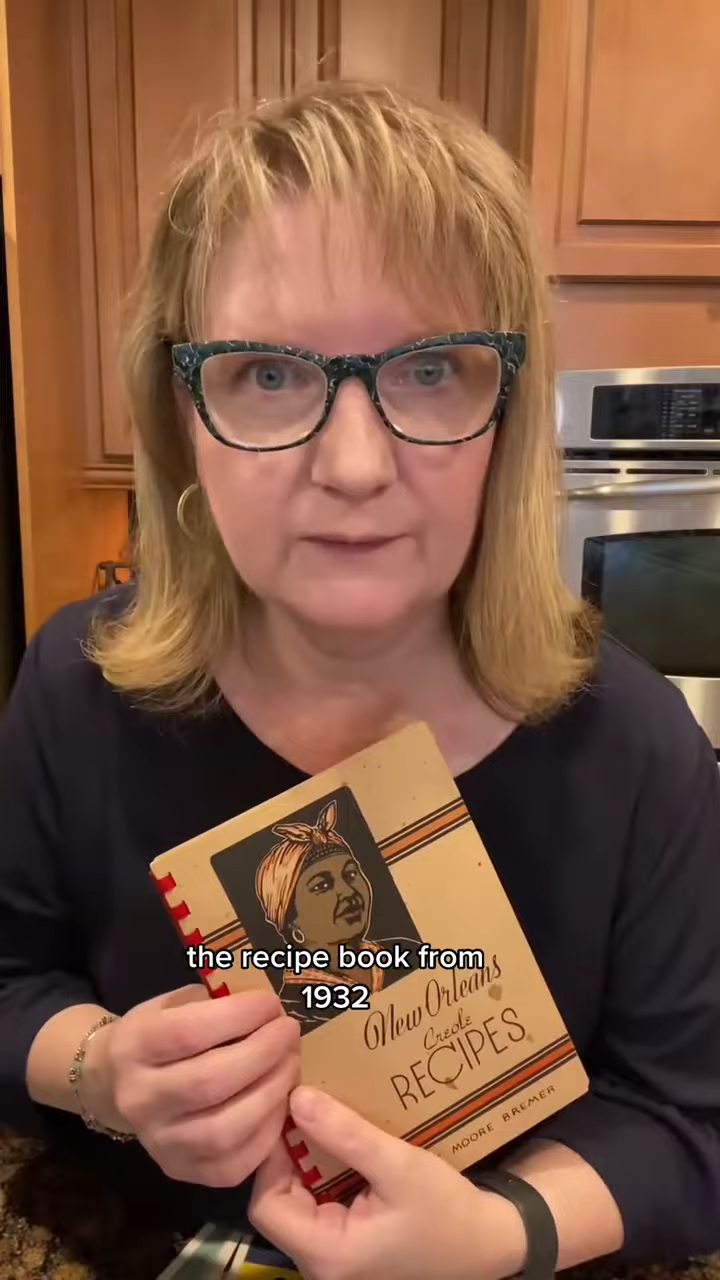 the recipe book from
1932
New Orleans
Creole
RECIPES
MOORE BREMER